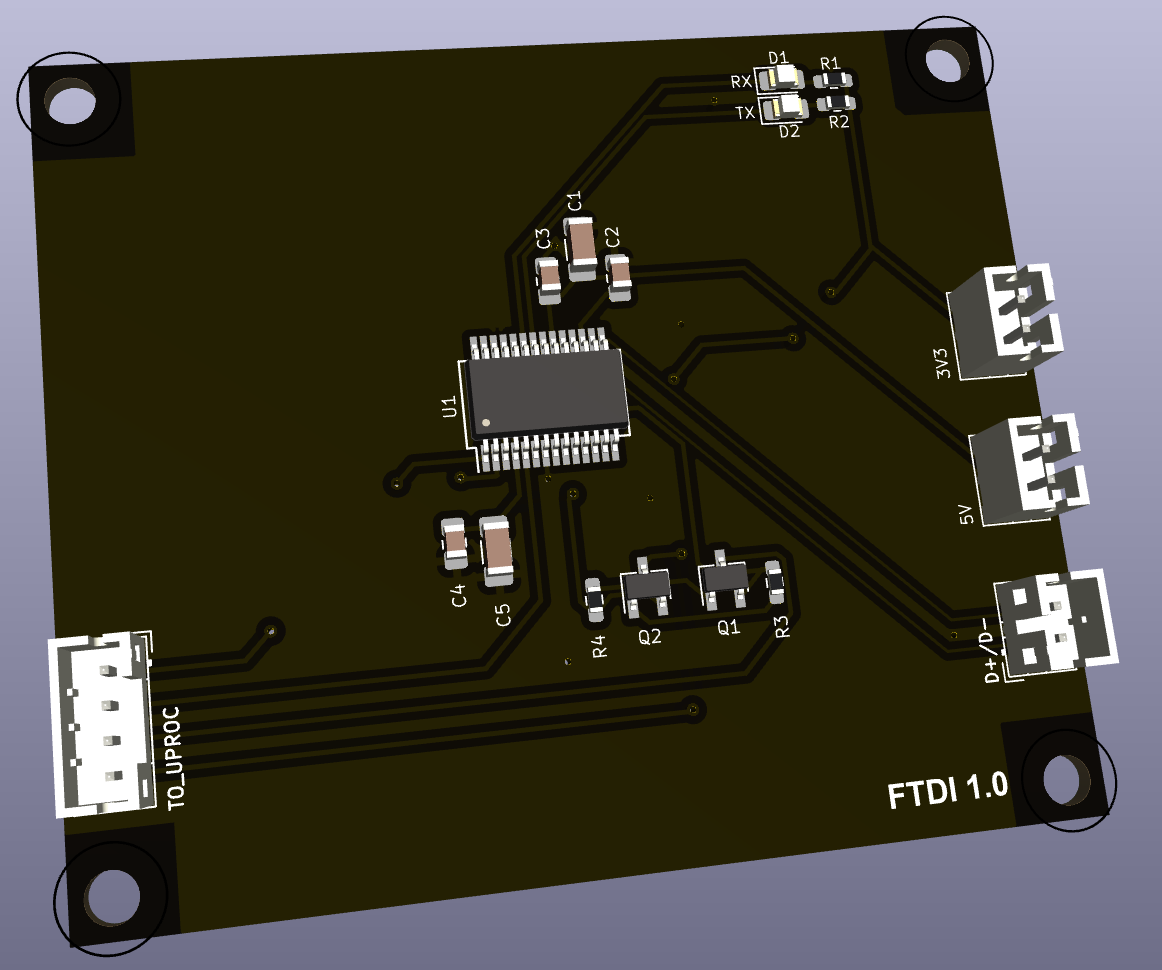 D1
R1
RX
TX
D2
R2
C1
C3
C2
3V3
U1
5V
C4
C5
R4
Q2
Q1
R3
D+/D-
TO_UPROC
FTDI 1.0